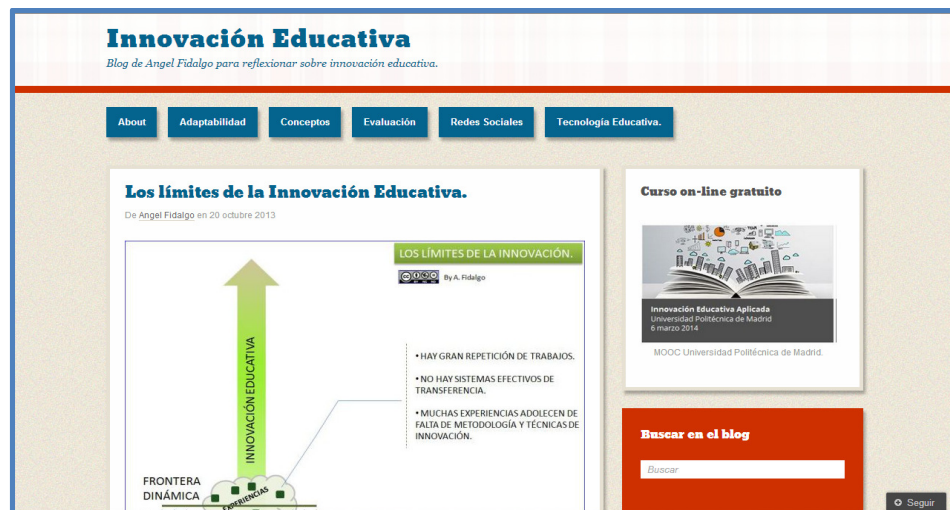 Innovación Educativa
Blog de Angel Fidalgo para reflexionar sobre innovación educativa.
About
Adaptabilidad
Conceptos
Evaluación
Redes Sociales
Tecnología Educativa.
Los límites de la Innovación Educativa.
De Angel Fidalgo en 20 octubre 2013
LOS LÍMITES DE LA INNOVACIÓN.
By A. Fidalgo
INNOVACIÓN EDUCATIVA
• HAY GRAN REPETICIÓN DE TRABAJOS.
• NO HAY SISTEMAS EFECTIVOS DE
TRANSFERENCIA.
• MUCHAS EXPERIENCIAS ADOLECEN DE
FALTA DE METODOLOGÍA Y TÉCNICAS DE
INNOVACIÓN.
FRONTERA
DINÁMICA
EXPERIENCIAS
Curso on-line gratuito
Innovación Educativa Aplicada
Universidad Politécnica de Madrid
6 marzo 2014
MOOC Universidad Politécnica de Madrid.
Buscar en el blog
Buscar
Seguir